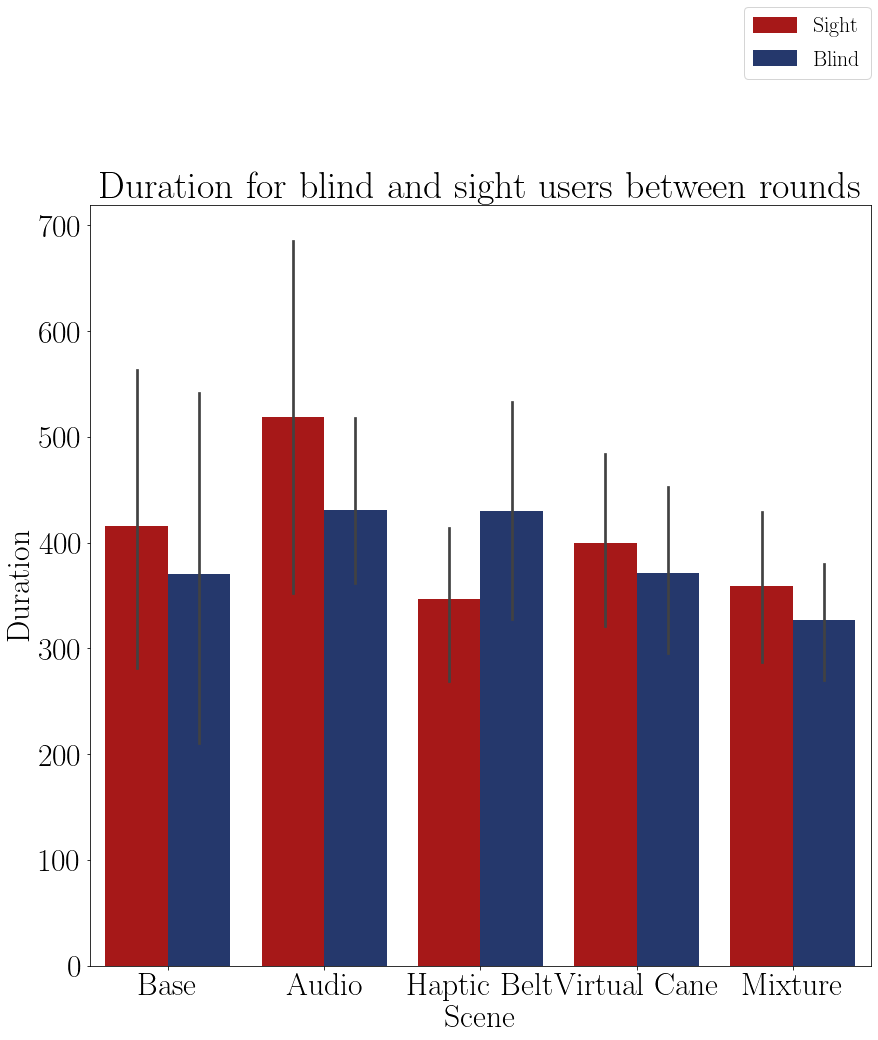 Sight
Blind
Duration for blind and sight users between rounds
700
600
500
400
300
200
100
0
Duration
Base Audio Haptic Belt Virtual Cane Mixture
Scene